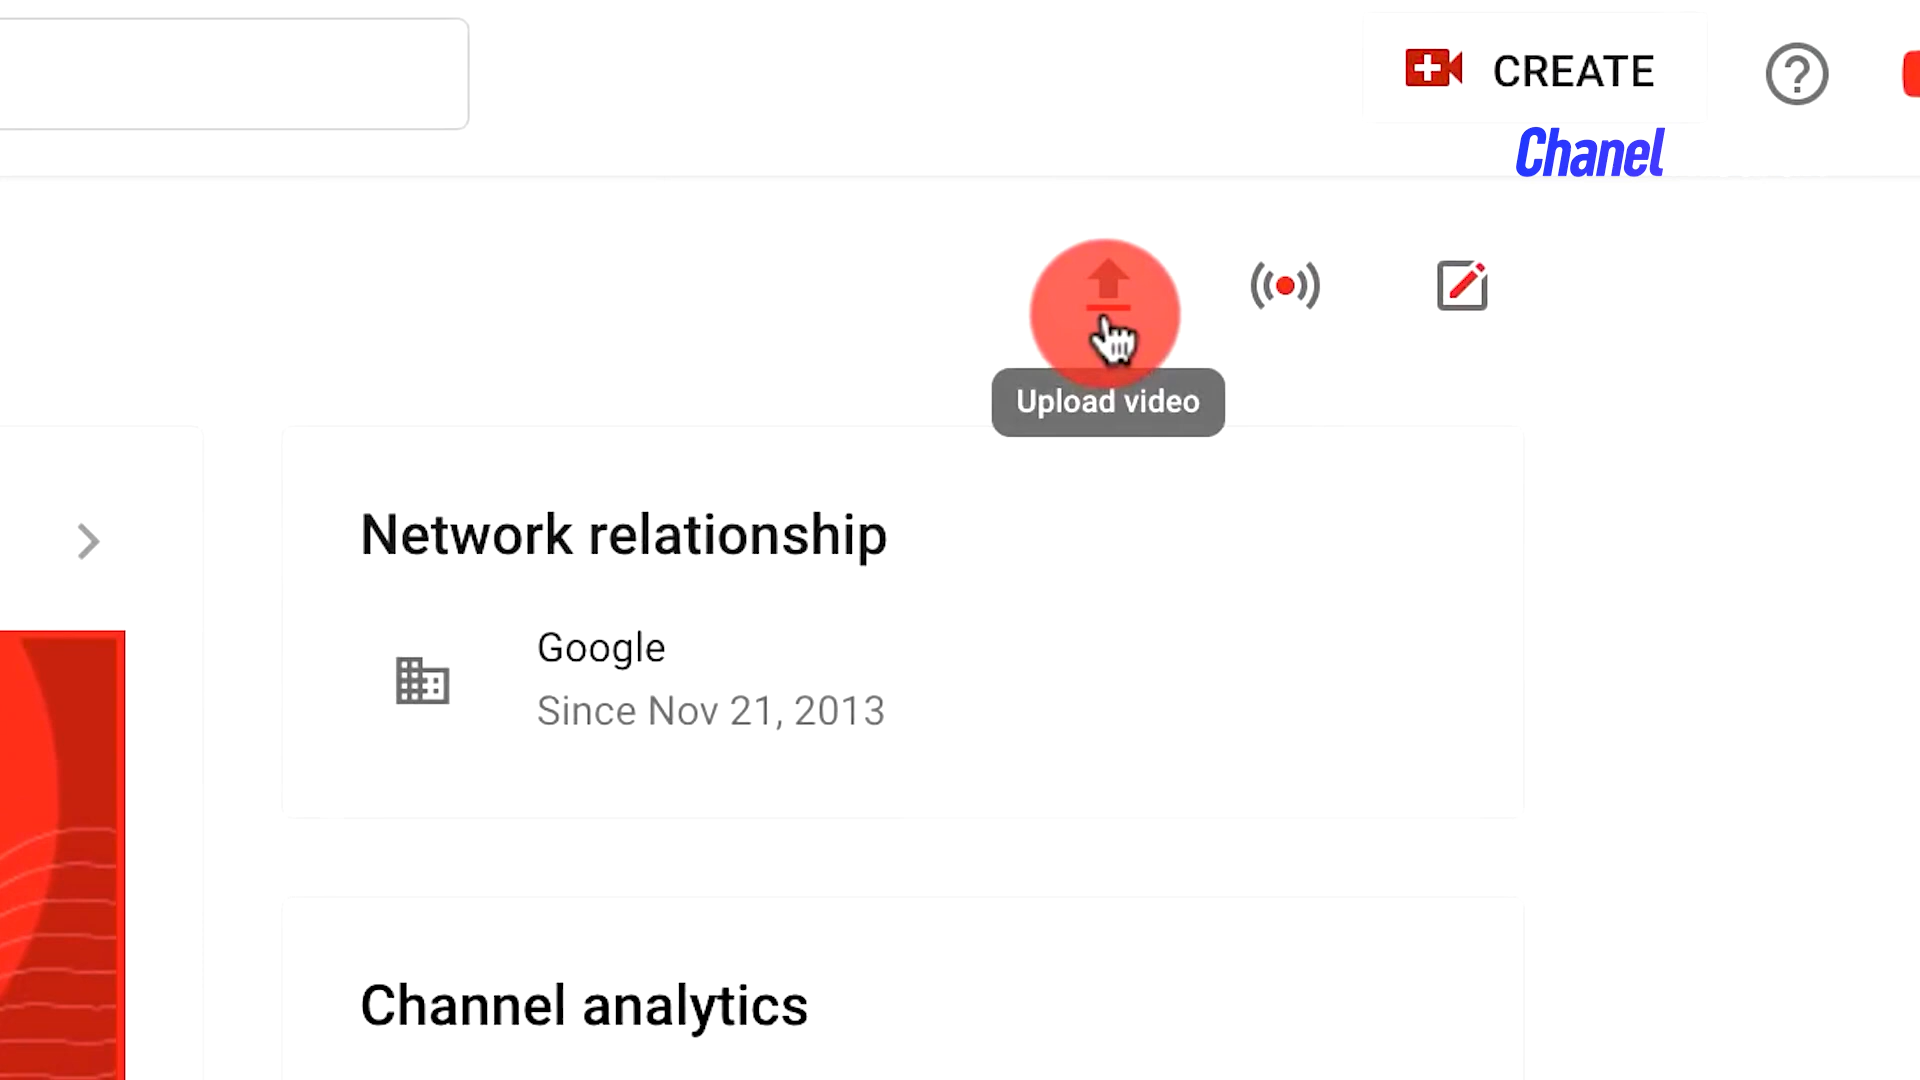 CREATE
Chanel
Upload video
Network relationship
Google
Since Nov 21, 2013
Channel analytics